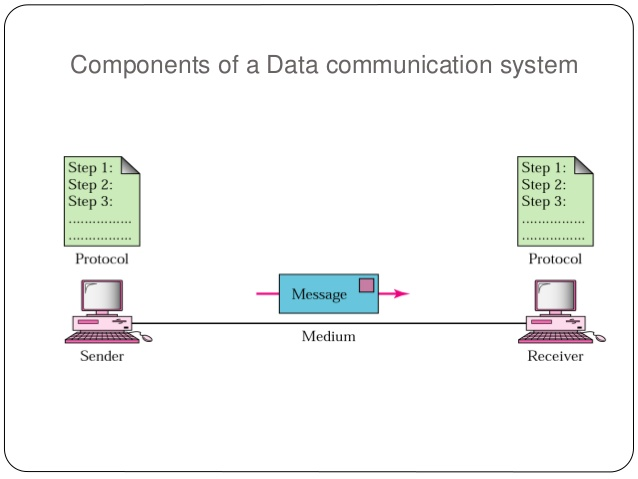 Components of a Data communication system
Step 1:
Step 2:
Step 3:
................
................
Protocol
Step 1:
Step 2:
Step 3:
................
................
Protocol
Message
Medium
Sender
Receiver